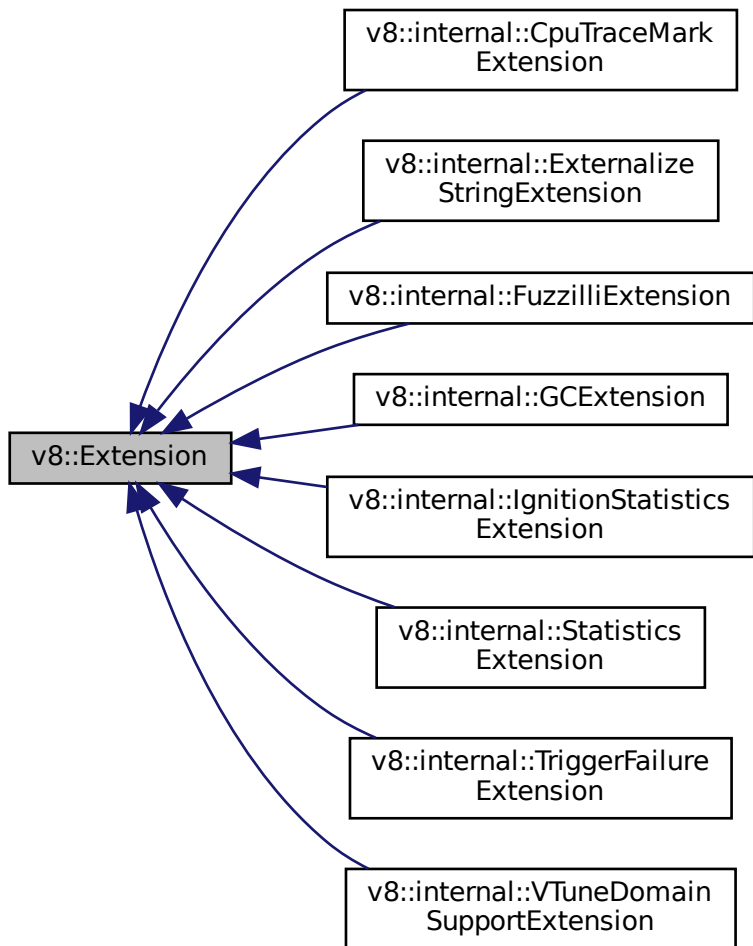 v8::internal::CpuTraceMark
Extension
v8::internal::Externalize
StringExtension
v8::internal::FuzzilliExtension
v8::internal::GCExtension
v8::Extension
v8::internal::IgnitionStatistics
Extension
v8::internal::Statistics
Extension
v8::internal::TriggerFailure
Extension
v8::internal::VTuneDomain
SupportExtension